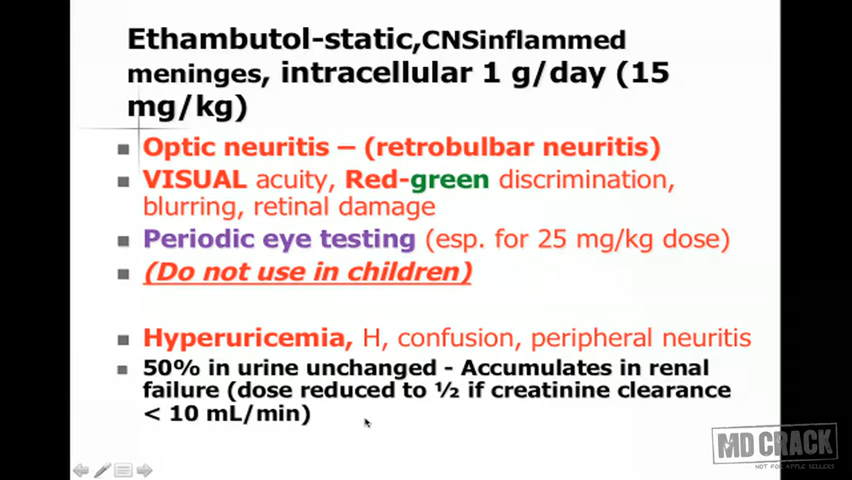 Ethambutol-static,CNSinflammed
meninges, intracellular 1 g/day (15
mg/kg)
Optic neuritis – (retrobulbar neuritis)
VISUAL acuity, Red-green discrimination,
blurring, retinal damage
Periodic eye testing (esp. for 25 mg/kg dose)
(Do not use in children)
Hyperuricemia, H, confusion, peripheral neuritis
50% in urine unchanged - Accumulates in renal
failure (dose reduced to ½ if creatinine clearance
< 10 mL/min)
MD CRACK
NOT FOR APPLE SELLERS